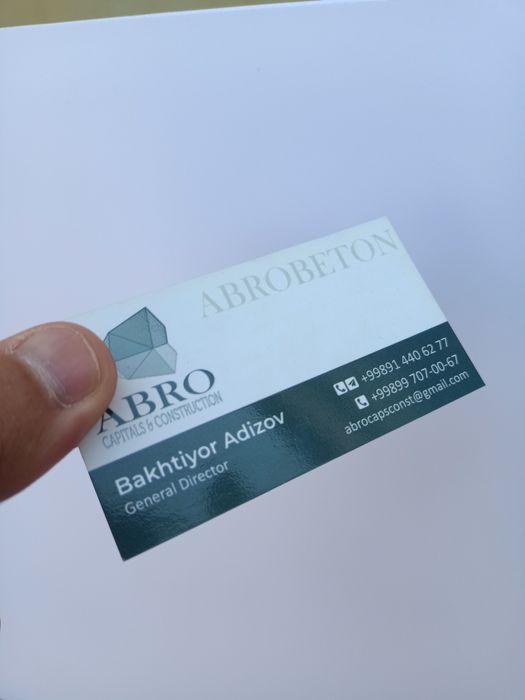 ABROBETON
ABRO
CAPITALS & CONSTRUCTION
Bakhtiyor Adizov
General Director
+99891 440 62 77
+99899 707-00-67
abrocapsconst@gmail.com